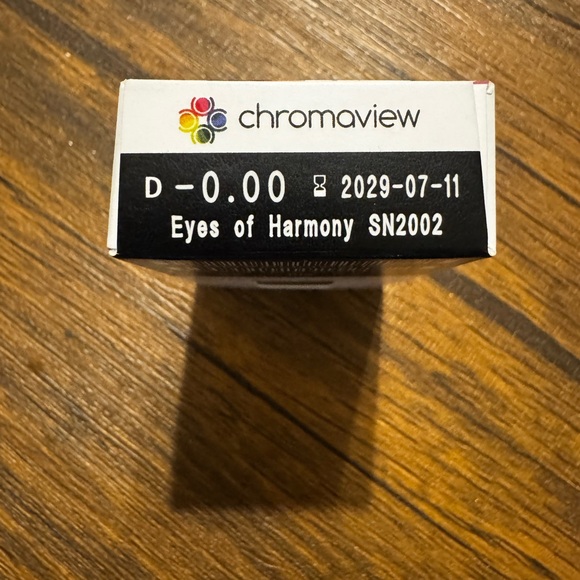 chromaview
D -0.00 ⌛ 2029-07-11
Eyes of Harmony SN2002